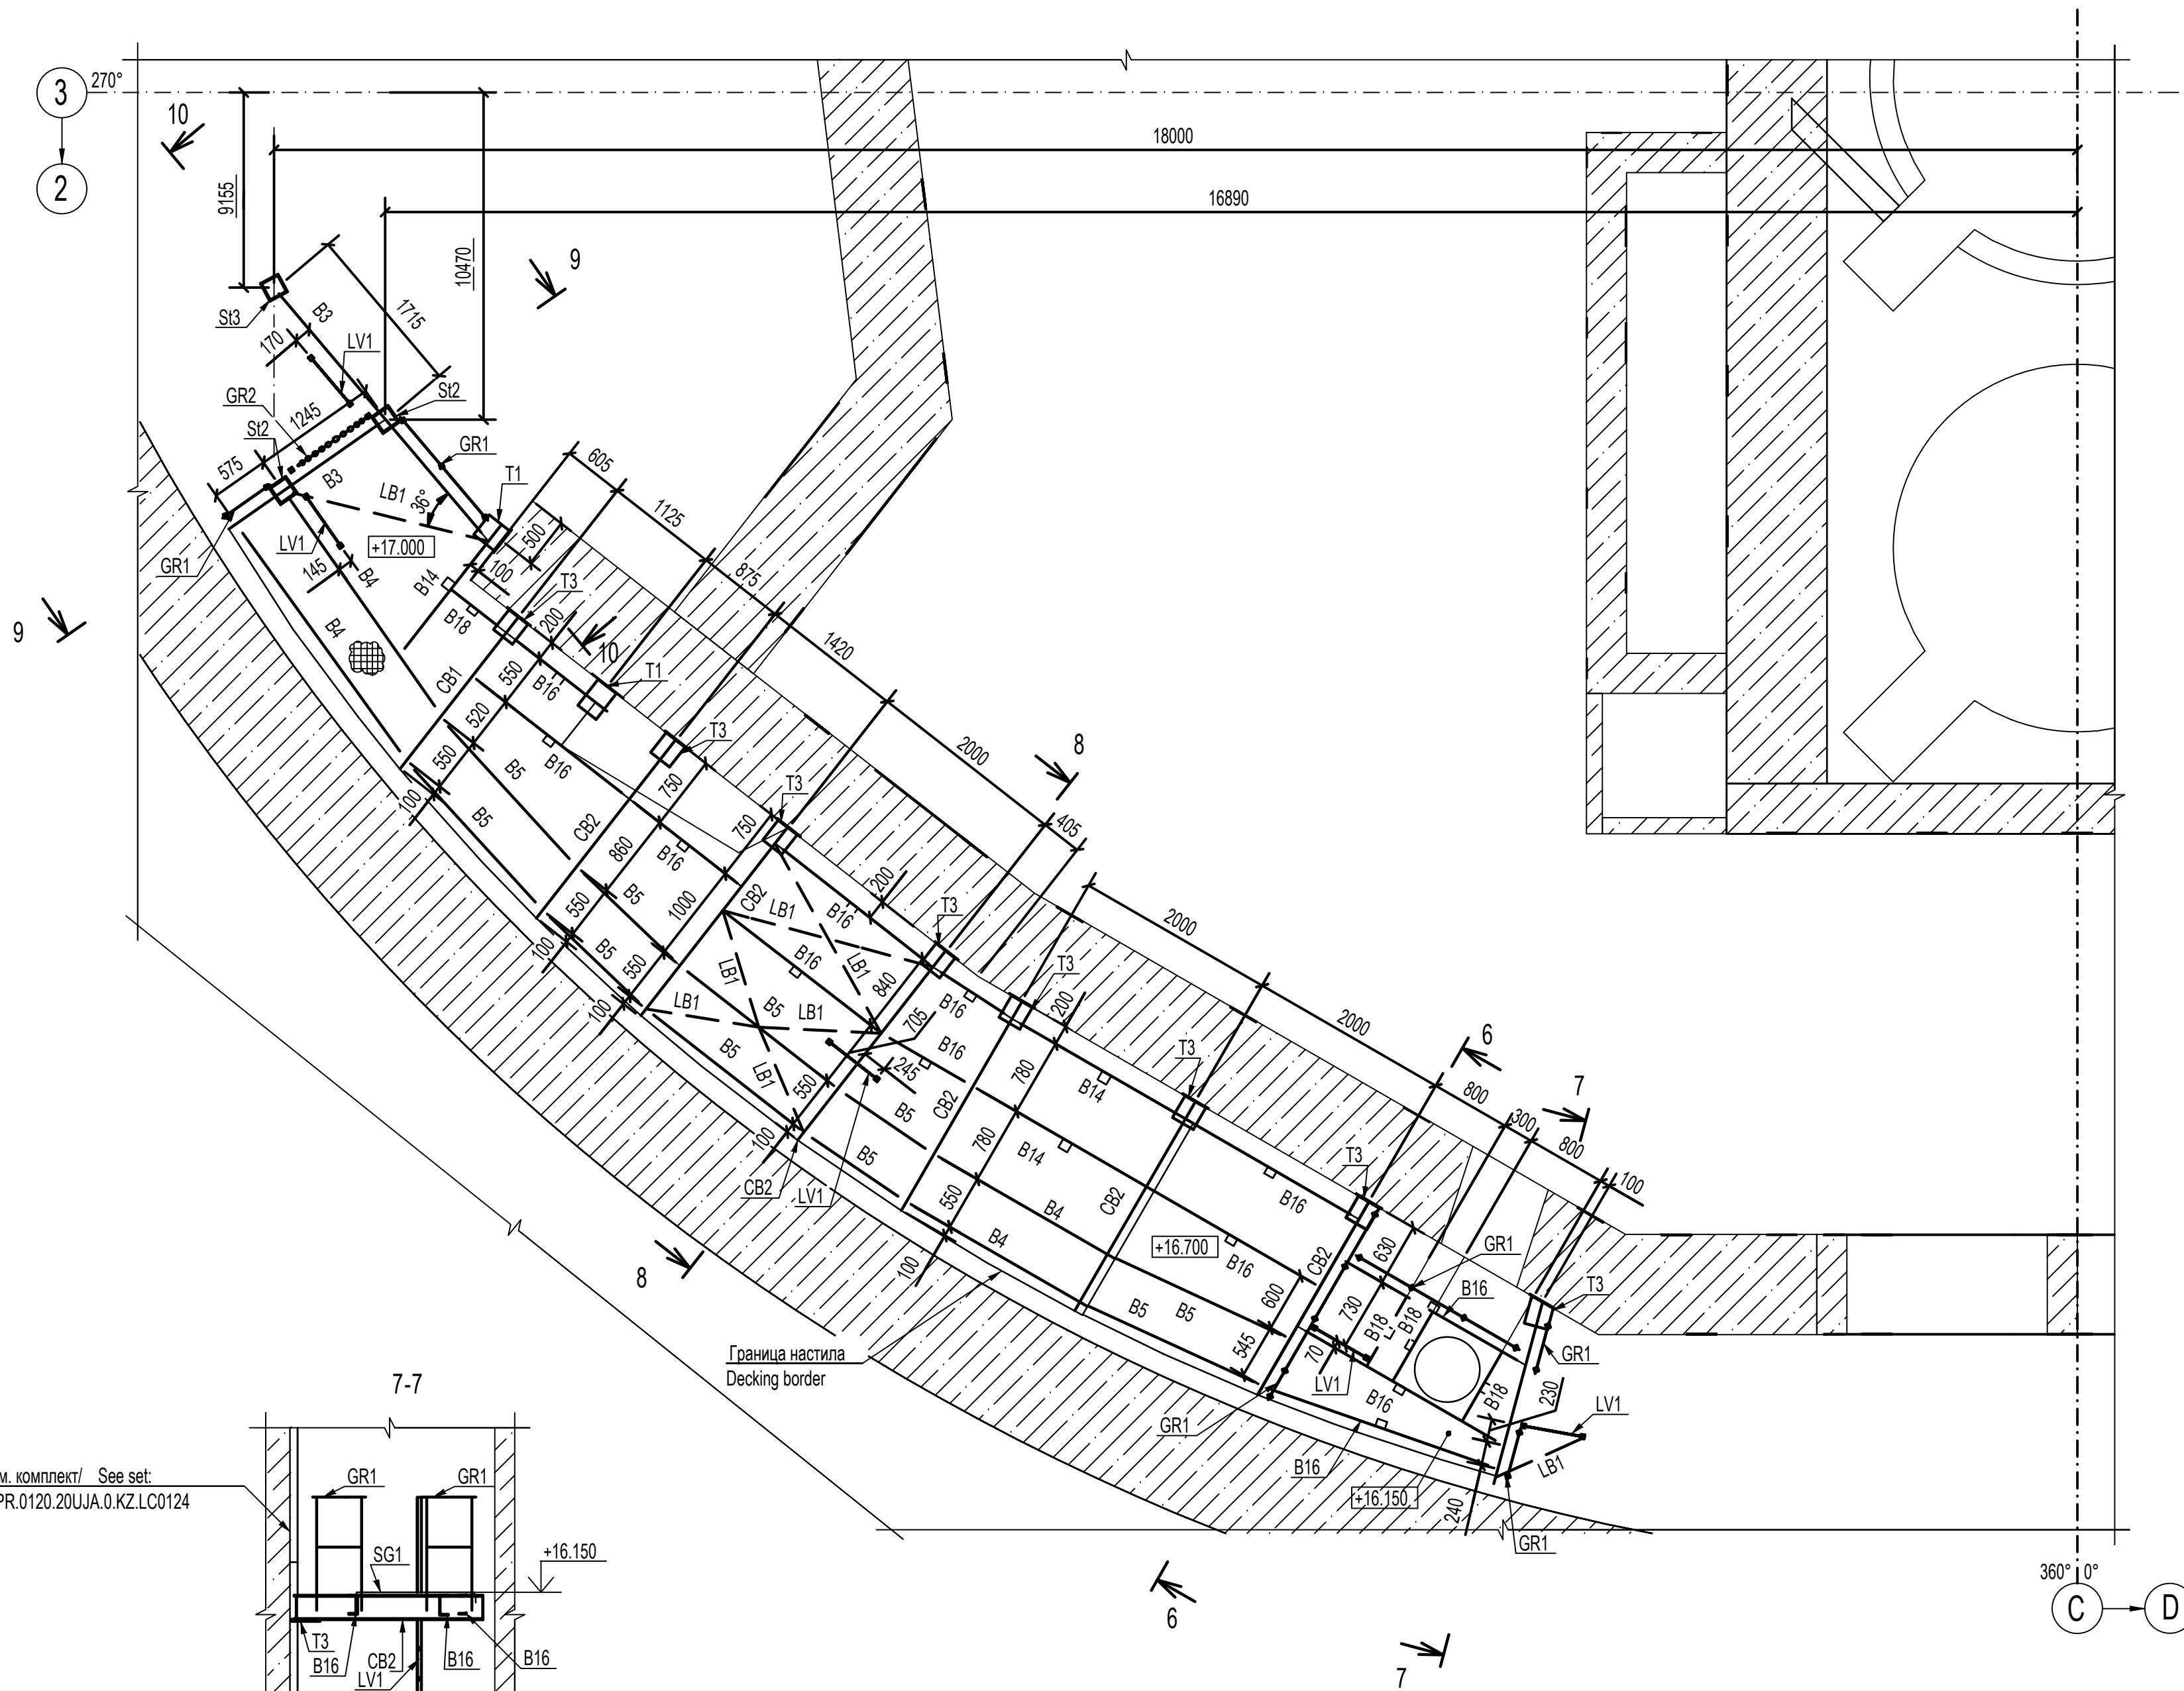 3
270°
2
10
18000
9155
16890
10470
9
1715
B3
St3
170
LV1
St2
GR2
1245
St2
GR1
575
B3
LB1
36°
T1
605
LV1
+17.000
500
1125
GR1
145
B4
B14
100
T3
875
9
B4
B18
200
10
1420
CB1
550
B16
T1
520
550
B5
B16
T3
2000
8
100
B5
750
T3
CB2
750
405
860
B16
550
B5
1000
CB2
200
2000
100
B5
LB1
B16
T3
550
LB1
B16
LB1
840
T3
100
LB1
B5
LB1
B16
705
200
2000
6
B5
LB1
245
B16
780
T3
800
7
550
B5
CB2
B14
300
800
100
B5
780
B14
T3
100
CB2
LV1
550
B4
CB2
B16
+16.700
CB2
630
GR1
8
100
B4
B16
600
B16
T3
730
B18
B18
Граница настила
Decking border
B5
B5
545
70
GR1
LV1
B16
B18
230
LV1
7-7
GR1
B16
LB1
+16.150
240
GR1
м. комплект/ See set:
PR.0120.20UJA.0.KZ.LC0124
GR1
GR1
SG1
+16.150
T3
B16
CB2
LV1
B16
B16
6
7
360°
0°
C
D